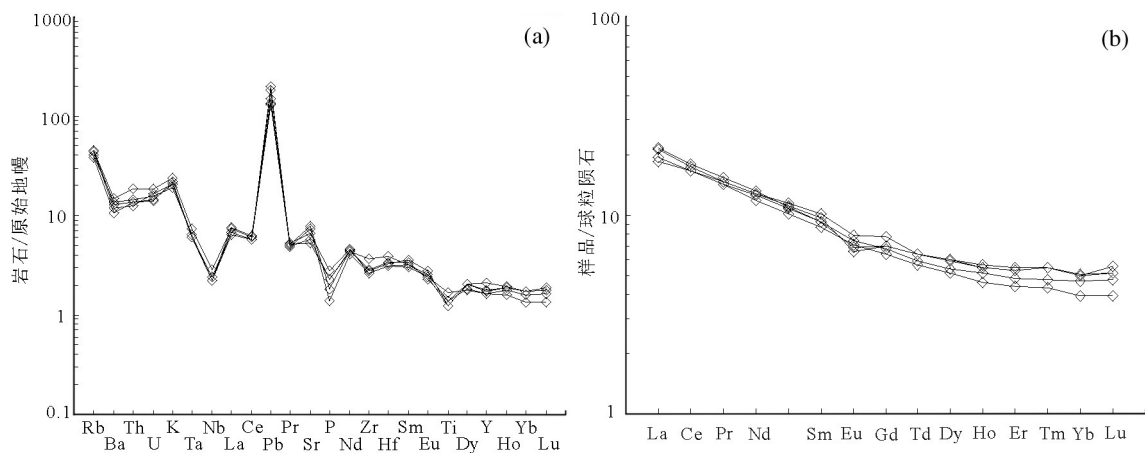 1000
100
10
1
0.1
岩石/原始地幔
(a)
Rb Th K Nb Ce Pr P Zr Sm Ti Y Yb
Ba U Ta La Pb Sr Nd Hf Eu Dy Ho Lu
100
10
1
样品/球粒陨石
(b)
La Ce Pr Nd Sm Eu Gd Td Dy Ho Er Tm Yb Lu